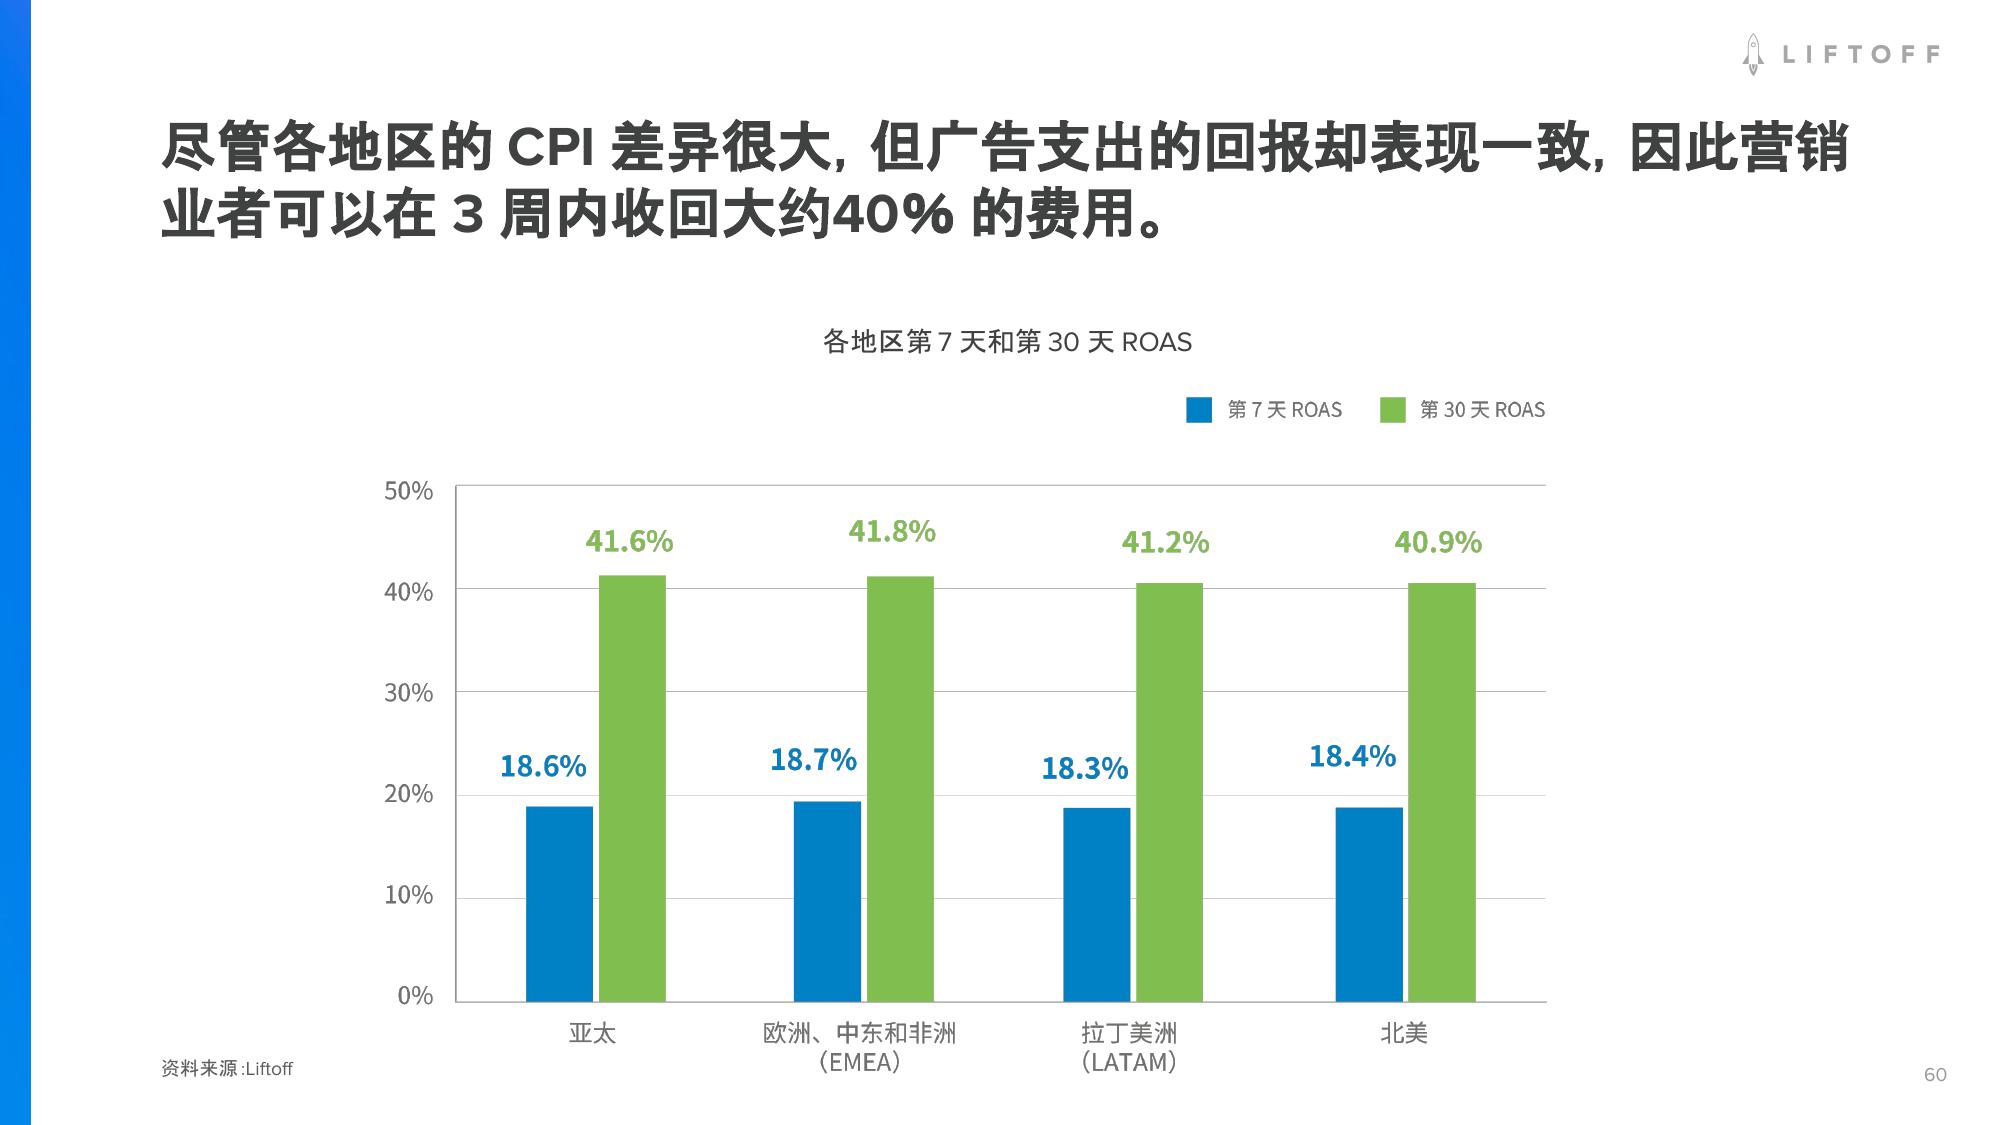 LIFTOFF
尽管各地区的 CPI 差异很大, 但广告支出的回报却表现一致, 因此营销
业者可以在 3 周内收回大约40% 的费用。
各地区第 7 天和第 30 天 ROAS
第 7 天 ROAS 第 30 天 ROAS
50%
40%
30%
20%
10%
0%
18.6% 41.6%
18.7% 41.8%
18.3% 41.2%
18.4% 40.9%
亚太
欧洲、中东和非洲
（EMEA）
拉丁美洲
（LATAM）
北美
资料来源:Liftoff
60